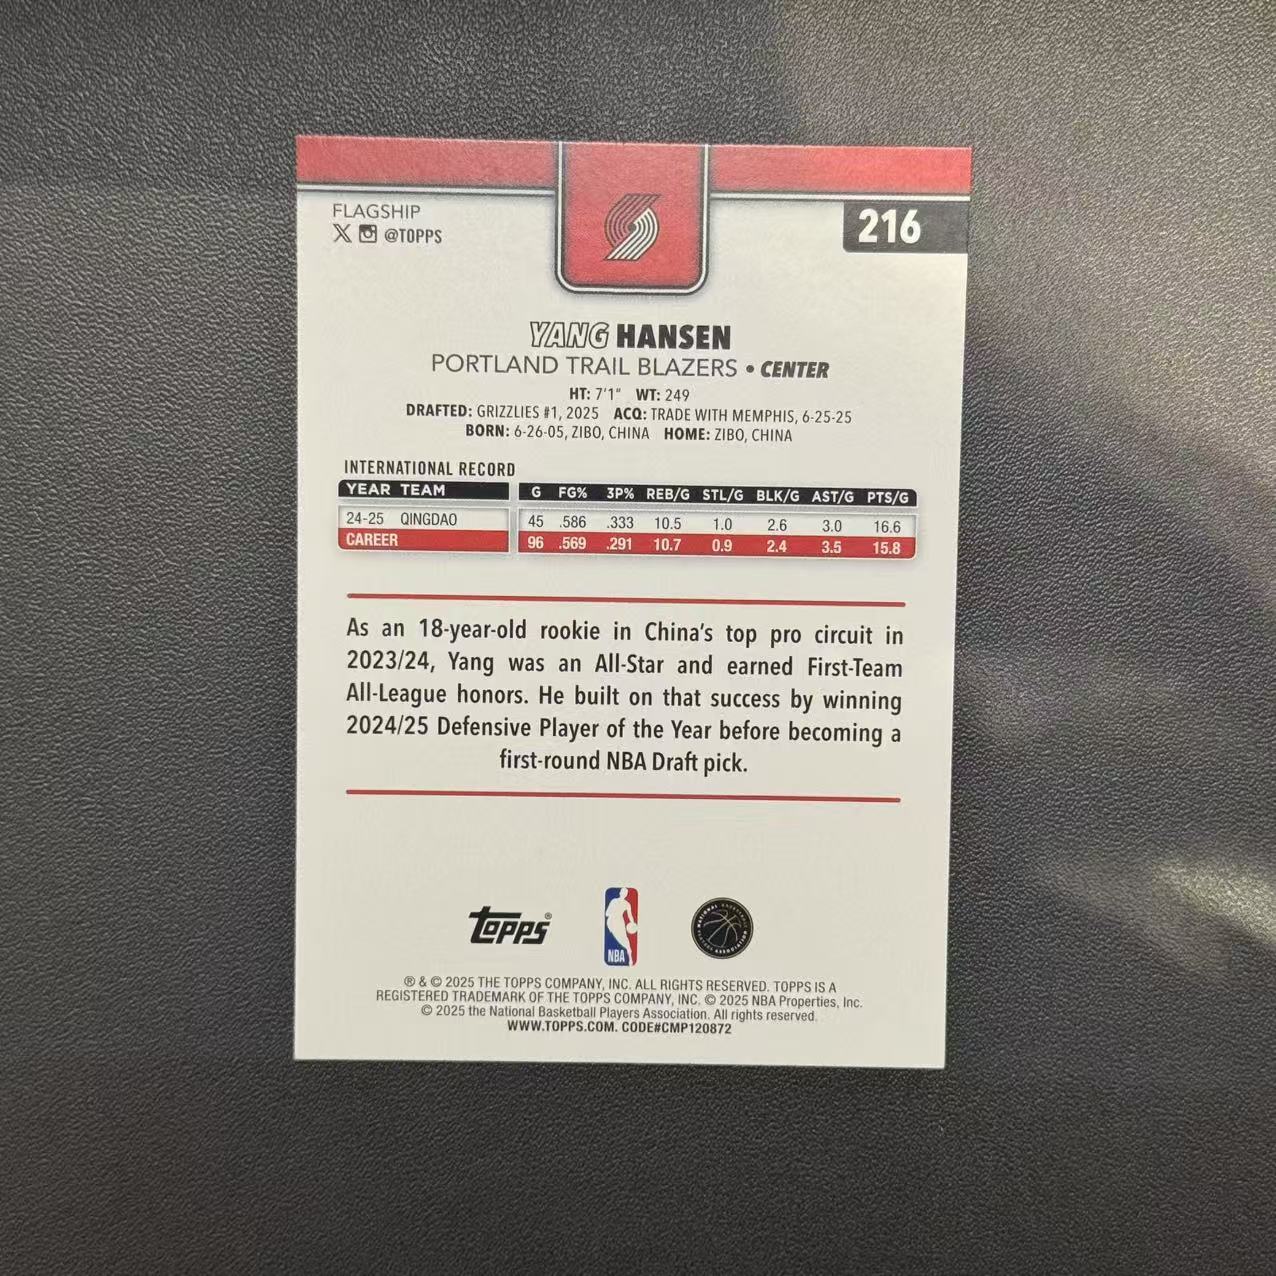 FLAGSHIP
@TOPPS
216
YANG HANSEN
PORTLAND TRAIL BLAZERS • CENTER
HT: 7'1" WT: 249
DRAFTED: GRIZZLIES #1, 2025 ACQ: TRADE WITH MEMPHIS, 6-25-25
BORN: 6-26-05, ZIBO, CHINA HOME: ZIBO, CHINA
INTERNATIONAL RECORD
YEAR TEAM G FG% 3P% REB/G STL/G BLK/G AST/G PTS/G
24-25 QINGDAO 45 .586 .333 10.5 1.0 2.6 3.0 16.6
CAREER 96 .569 .291 10.7 0.9 2.4 3.5 15.8
As an 18-year-old rookie in China's top pro circuit in
2023/24, Yang was an All-Star and earned First-Team
All-League honors. He built on that success by winning
2024/25 Defensive Player of the Year before becoming a
first-round NBA Draft pick.
Topps®
NBA
NATIONAL BASKETBALL PLAYERS ASSOCIATION
® & © 2025 THE TOPPS COMPANY, INC. ALL RIGHTS RESERVED. TOPPS IS A
REGISTERED TRADEMARK OF THE TOPPS COMPANY, INC. © 2025 NBA Properties, Inc.
© 2025 the National Basketball Players Association. All rights reserved.
WWW.TOPPS.COM. CODE#CMP120872